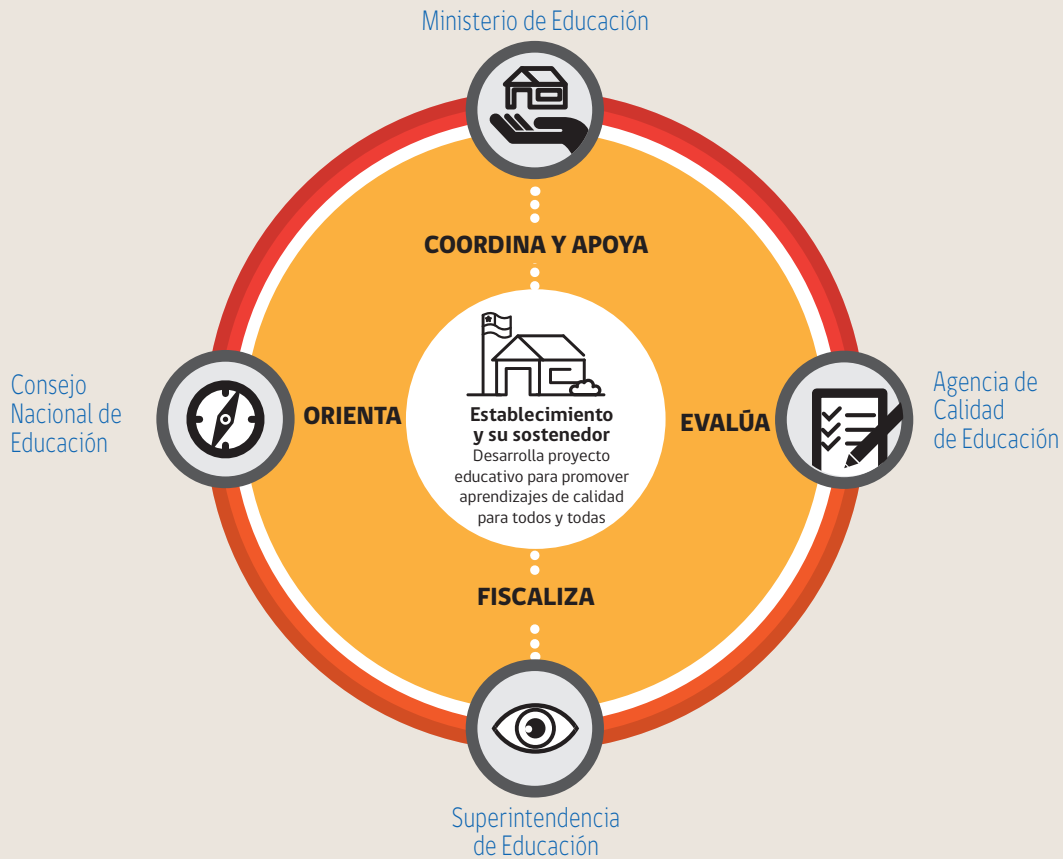 Ministerio de Educación
COORDINA Y APOYA
Consejo
Nacional de
Educación
ORIENTA
Establecimiento
y su sostenedor
Desarrolla proyecto
educativo para promover
aprendizajes de calidad
para todos y todas
EVALÚA
Agencia de
Calidad
de Educación
FISCALIZA
Superintendencia
de Educación